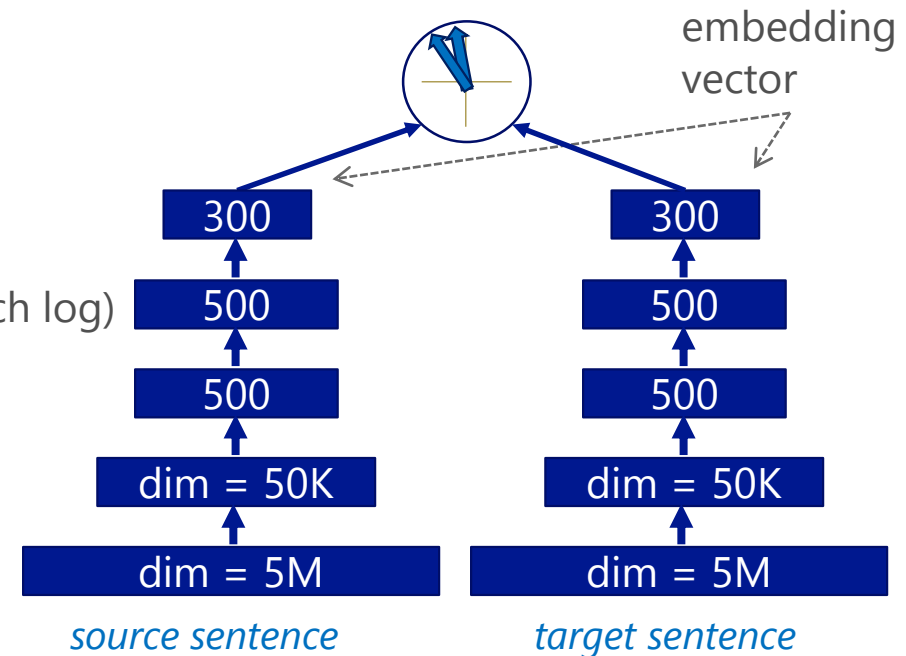 embedding
vector
300
300
ch log)
500
500
500
500
dim = 50K
dim = 50K
dim = 5M
dim = 5M
source sentence
target sentence